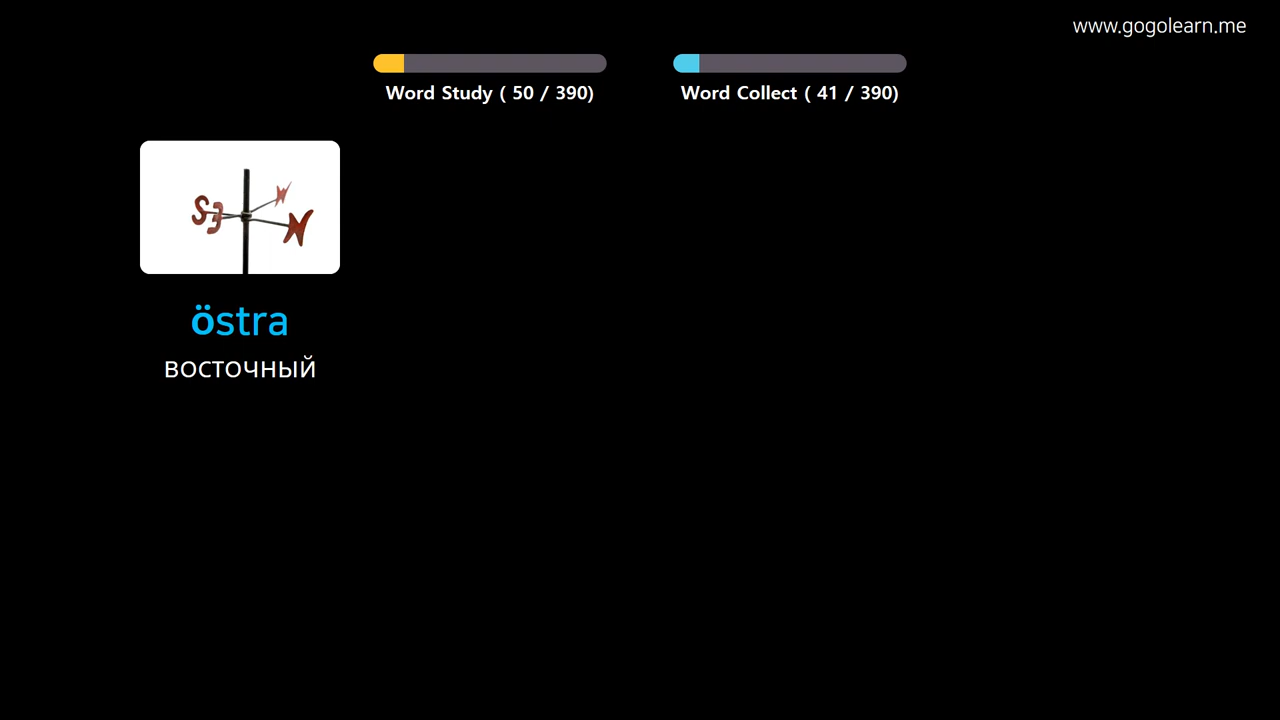 www.gogolearn.me
Word Study ( 50 / 390)
Word Collect ( 41 / 390)
S E N
östra
восточный